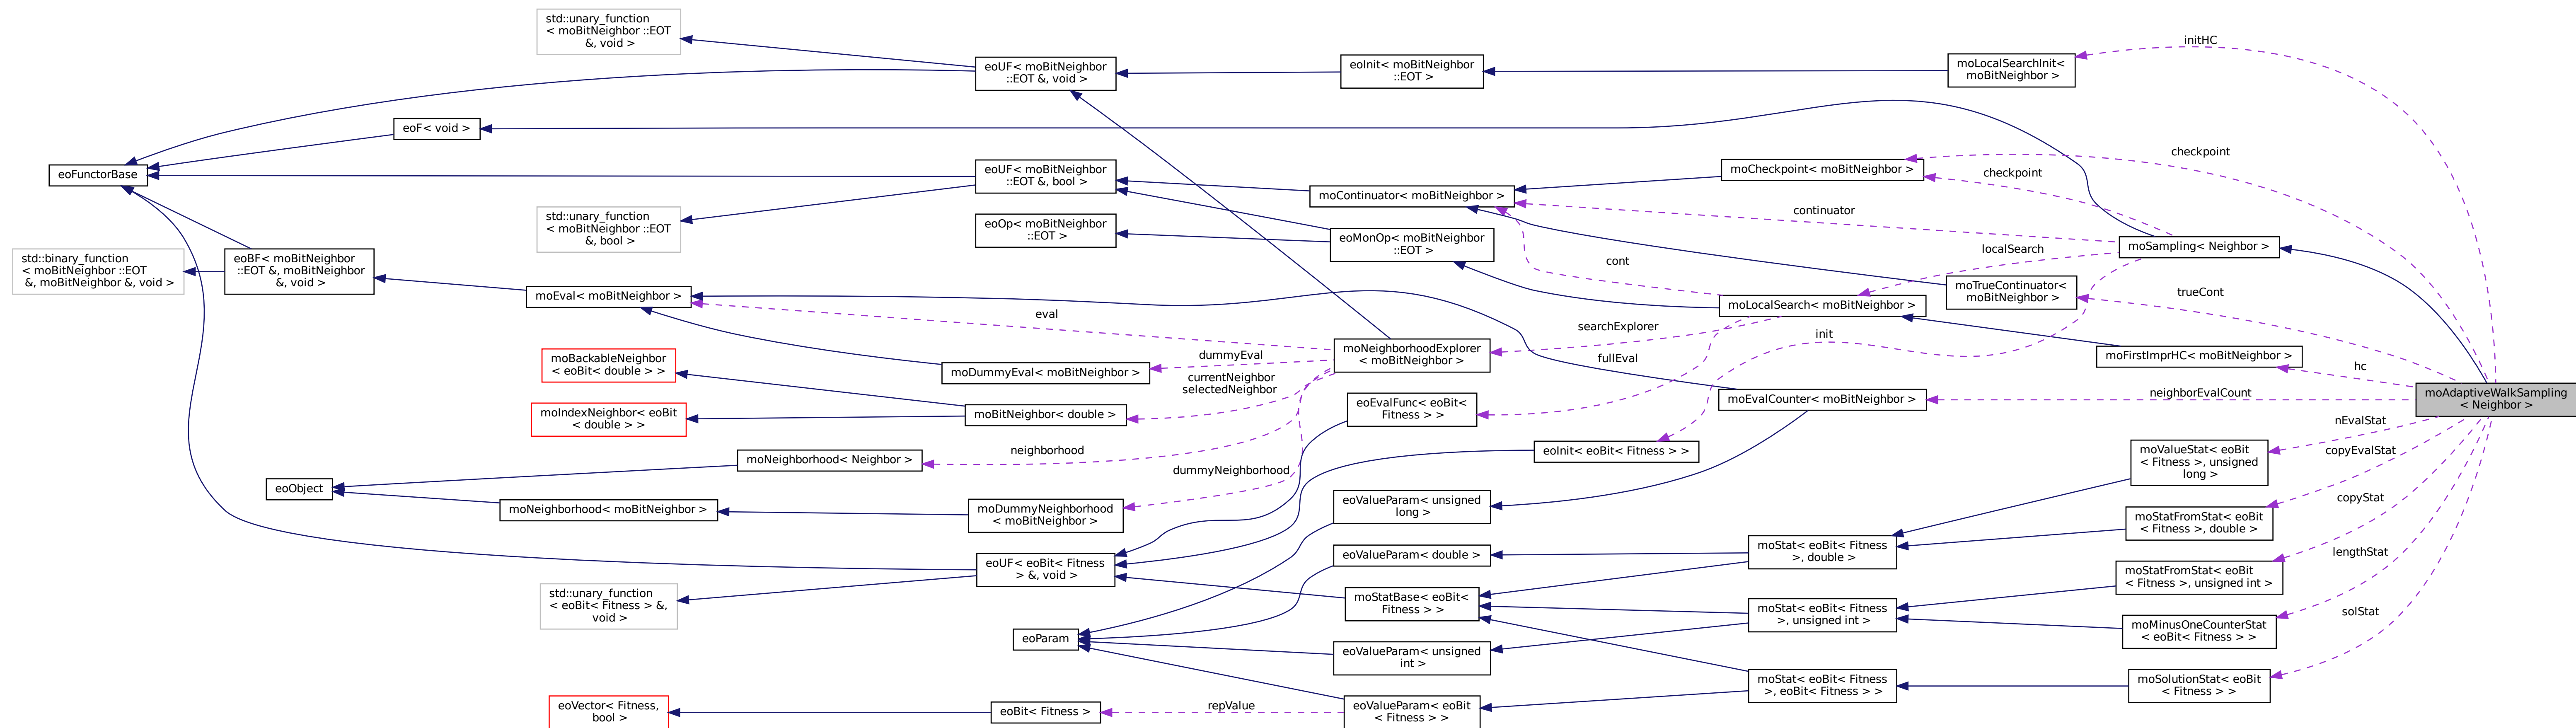 std::unary_function
< moBitNeighbor ::EOT
&, void >
eoUF< moBitNeighbor
::EOT &, void >
eoInit< moBitNeighbor
::EOT >
moLocalSearchInit<
moBitNeighbor >
initHC
eoF< void >
eoFunctorBase
eoUF< moBitNeighbor
::EOT &, bool >
std::unary_function
< moBitNeighbor ::EOT
&, bool >
eoOp< moBitNeighbor
::EOT >
moContinuator< moBitNeighbor >
eoMonOp< moBitNeighbor
::EOT >
moCheckpoint< moBitNeighbor >
checkpoint
checkpoint
continuator
localSearch
moSampling< Neighbor >
std::binary_function
< moBitNeighbor ::EOT
&, moBitNeighbor &, void >
eoBF< moBitNeighbor
::EOT &, moBitNeighbor
&, void >
moEval< moBitNeighbor >
cont
moTrueContinuator<
moBitNeighbor >
trueCont
moLocalSearch< moBitNeighbor >
eval
searchExplorer
init
moNeighborhoodExplorer
< moBitNeighbor >
dummyEval
fullEval
moFirstImprHC< moBitNeighbor >
hc
moBackableNeighbor
< eoBit< double > >
moDummyEval< moBitNeighbor >
currentNeighbor
selectedNeighbor
moEvalCounter< moBitNeighbor >
neighborEvalCount
moAdaptiveWalkSampling
< Neighbor >
moIndexNeighbor< eoBit
< double > >
moBitNeighbor< double >
eoEvalFunc< eoBit<
Fitness > >
nEvalStat
neighborhood
eoInit< eoBit< Fitness > >
moNeighborhood< Neighbor >
moValueStat< eoBit
< Fitness >, unsigned
long >
copyEvalStat
dummyNeighborhood
eoObject
moNeighborhood< moBitNeighbor >
moDummyNeighborhood
< moBitNeighbor >
eoValueParam< unsigned
long >
copyStat
moStatFromStat< eoBit
< Fitness >, double >
eoValueParam< double >
moStat< eoBit< Fitness
>, double >
lengthStat
eoUF< eoBit< Fitness
> &, void >
moStatFromStat< eoBit
< Fitness >, unsigned int >
std::unary_function
< eoBit< Fitness > &,
void >
moStatBase< eoBit<
Fitness > >
moStat< eoBit< Fitness
>, unsigned int >
solStat
moMinusOneCounterStat
< eoBit< Fitness > >
eoParam
eoValueParam< unsigned
int >
moStat< eoBit< Fitness
>, eoBit< Fitness > >
moSolutionStat< eoBit
< Fitness > >
eoVector< Fitness,
bool >
eoBit< Fitness >
repValue
eoValueParam< eoBit
< Fitness > >